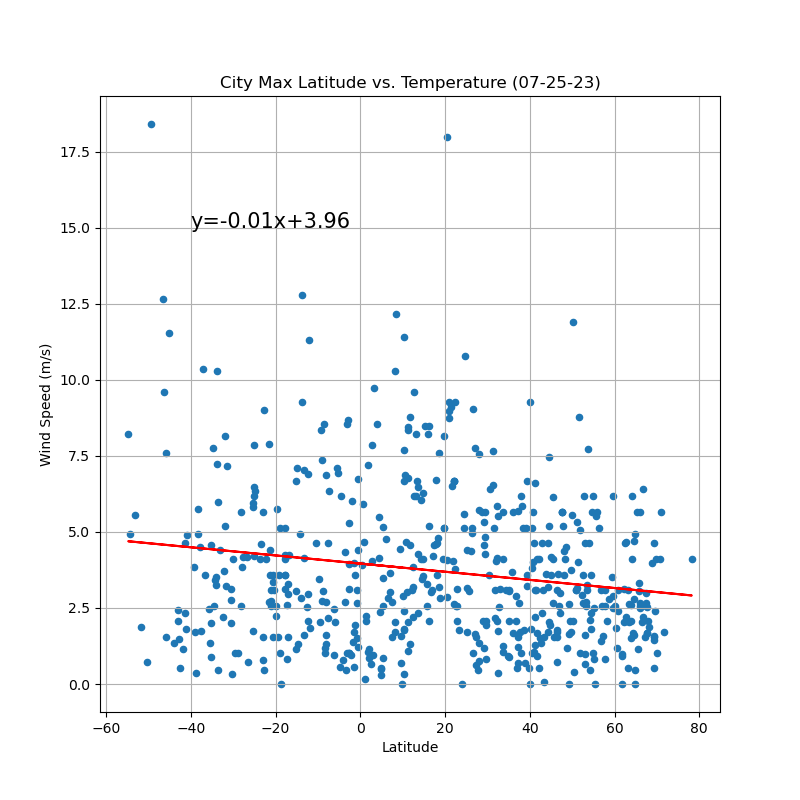 City Max Latitude vs. Temperature (07-25-23)
17.5
y=-0.01x+3.96
15.0
12.5
10.0
Wind Speed (m/s)
7.5
5.0
2.5
0.0
−60 −40 −20 0 20 40 60 80
Latitude